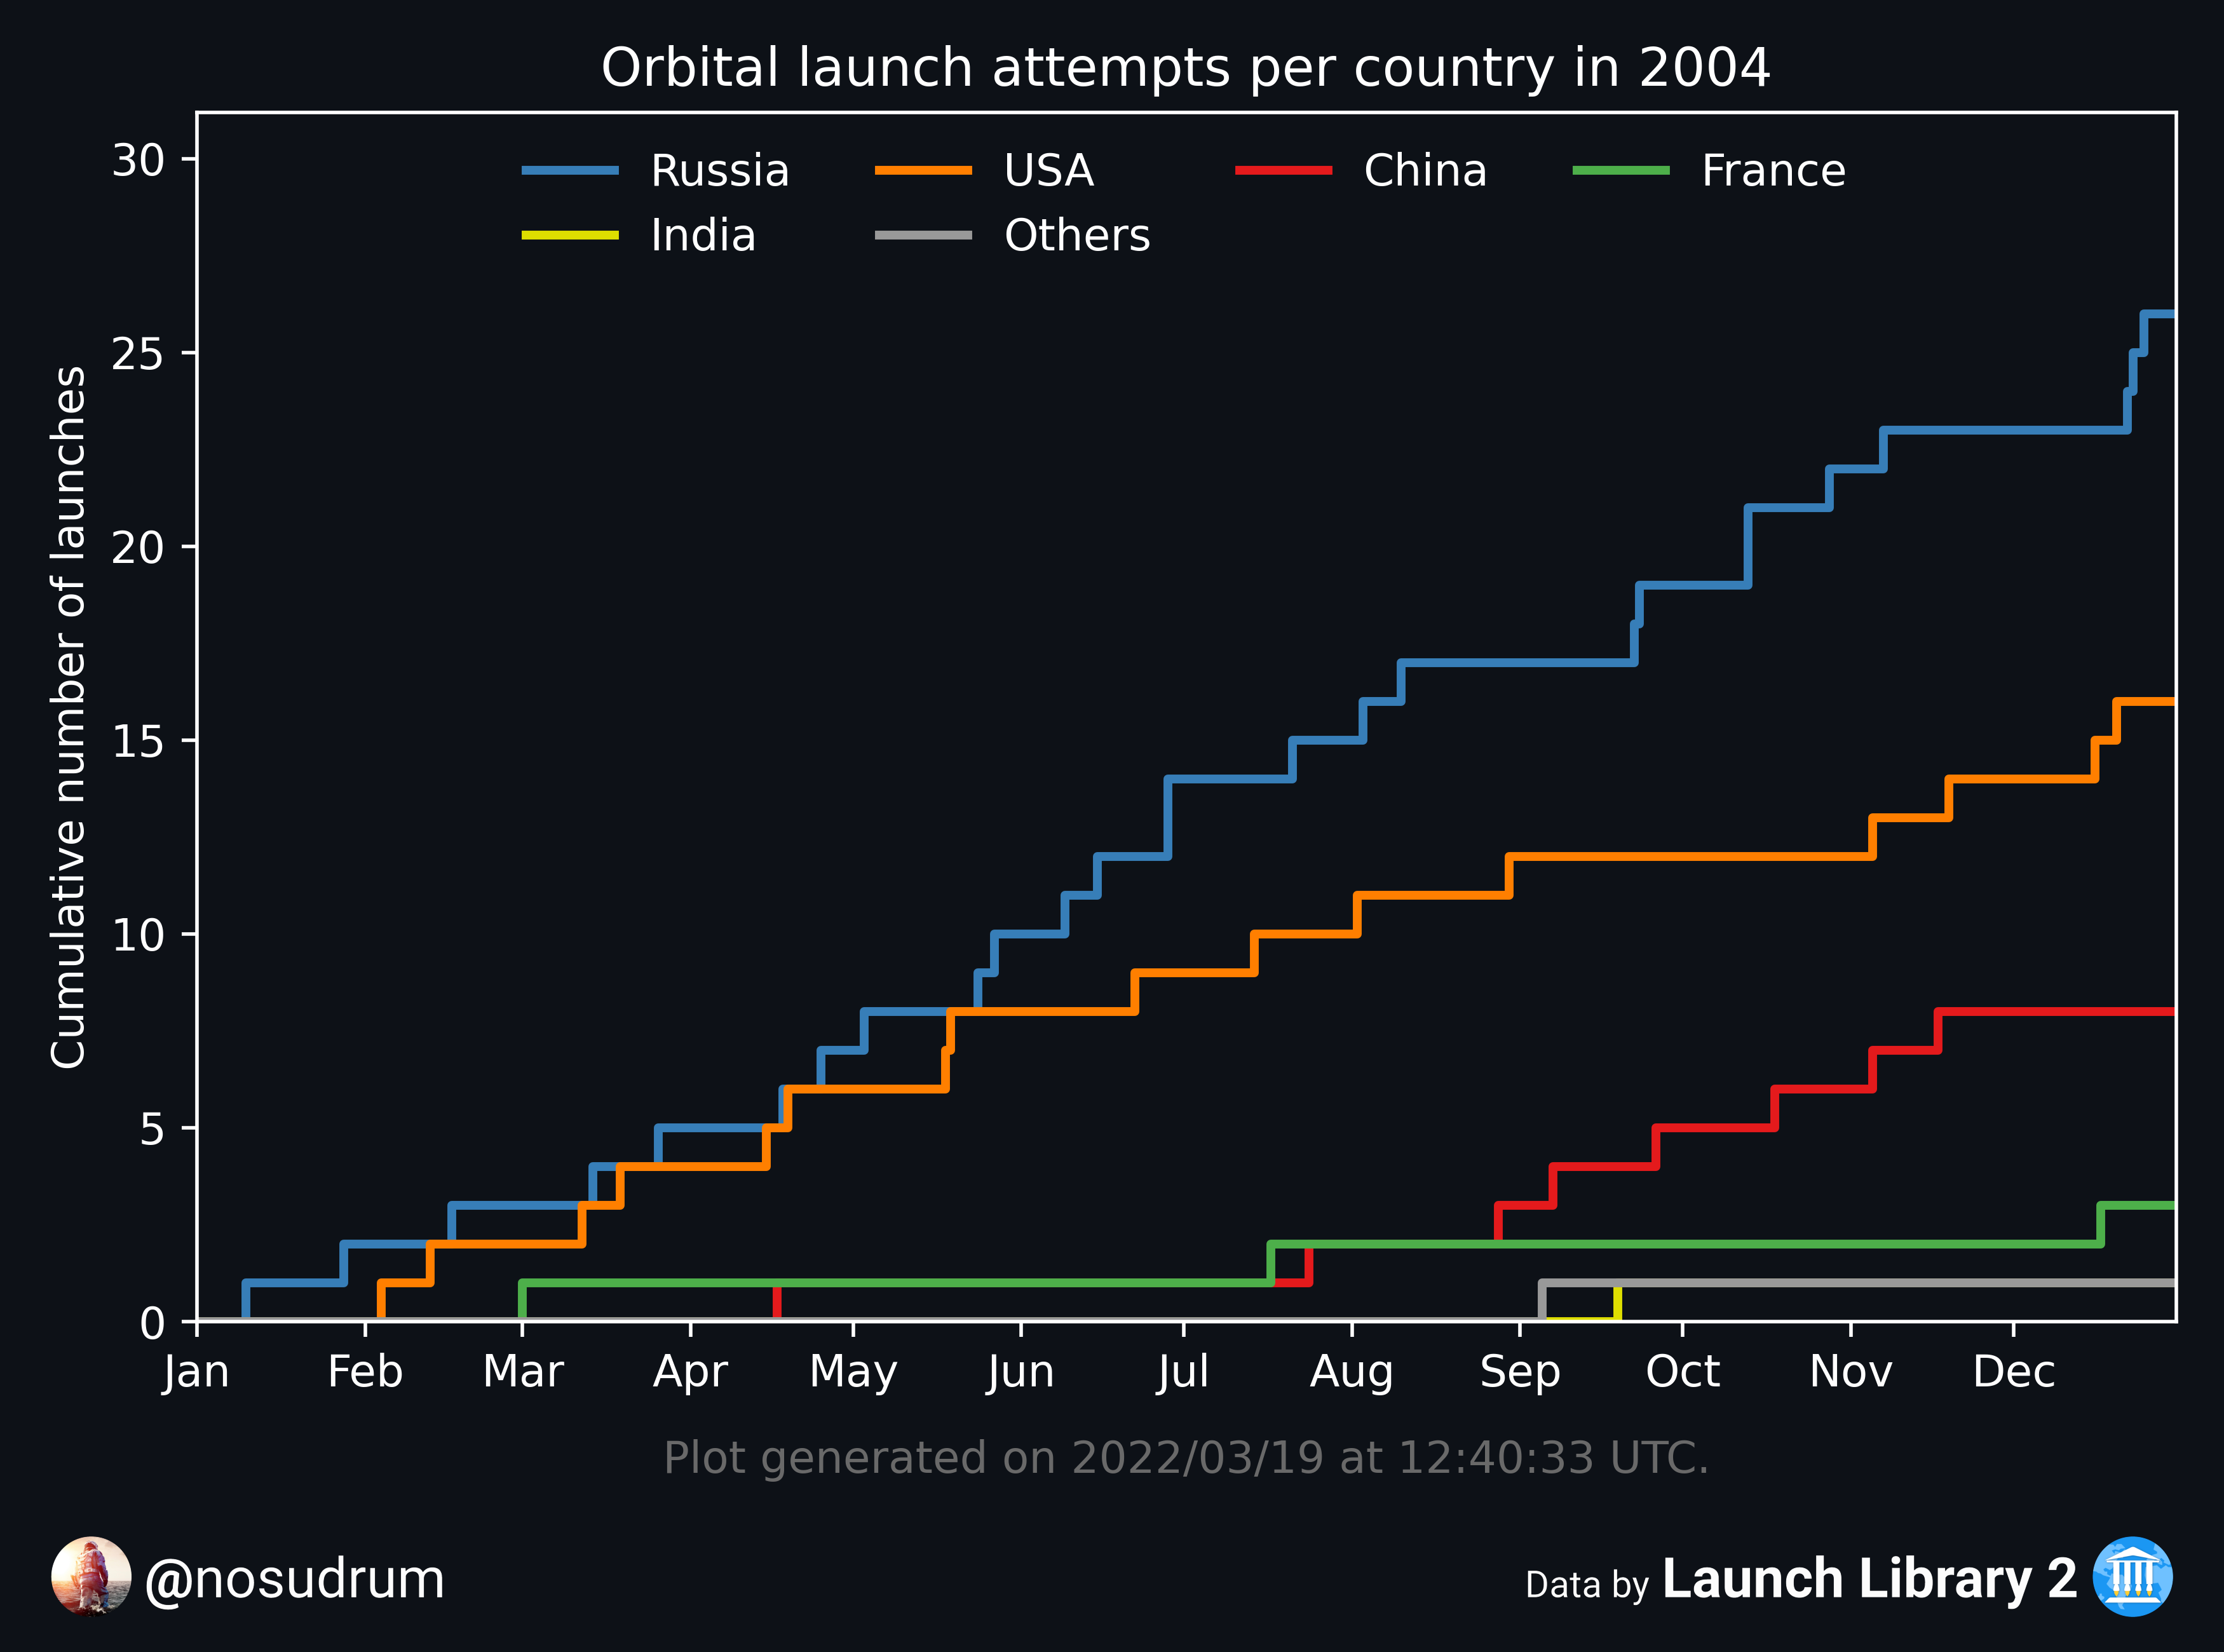 Orbital launch attempts per country in 2004
Russia USA China France
India Others
30
25
20
15
10
5
0
Cumulative number of launches
Jan Feb Mar Apr May Jun Jul Aug Sep Oct Nov Dec
Plot generated on 2022/03/19 at 12:40:33 UTC.
@nosudrum
Data by Launch Library 2